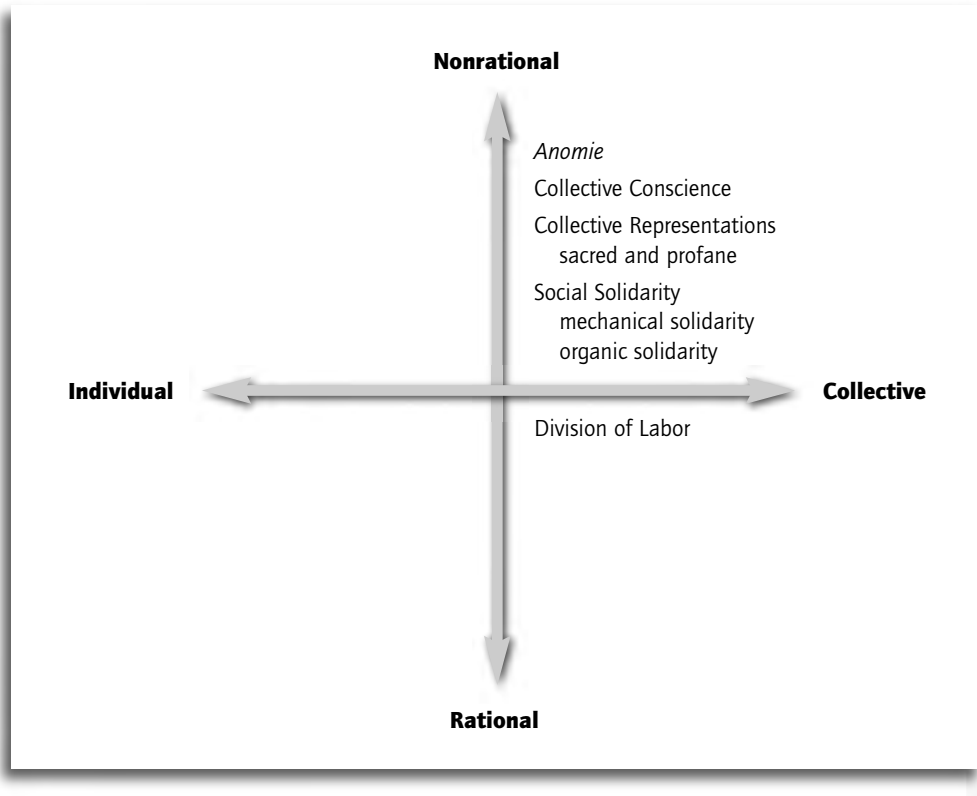 Nonrational
Anomie
Collective Conscience
Collective Representations
sacred and profane
Social Solidarity
mechanical solidarity
organic solidarity
Individual
Collective
Division of Labor
Rational